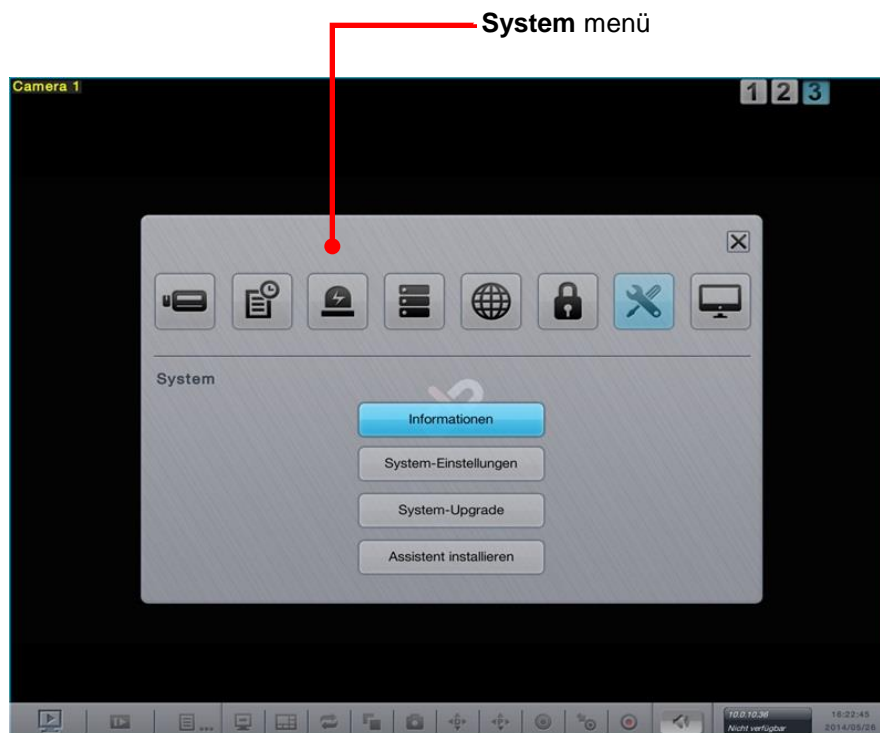 System menü
Camera 1
1 2 3
System
Informationen
System-Einstellungen
System-Upgrade
Assistent installieren
10.0.10.36
Nicht verfügbar
16:22:45
2014/05/26